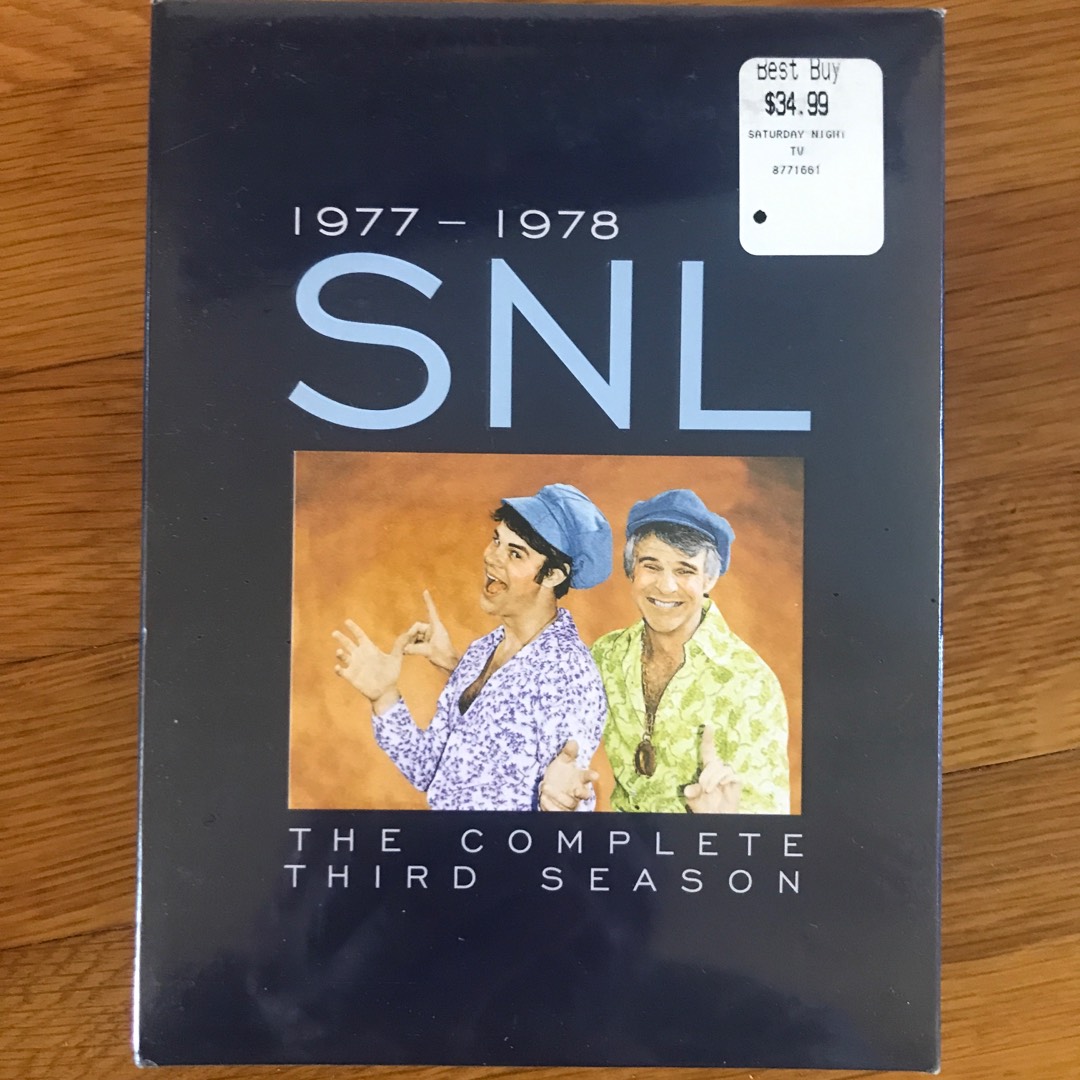 Best Buy
$34.99
SATURDAY NIGHT
TV
8771661
1977 – 1978
SNL
THE COMPLETE
THIRD SEASON